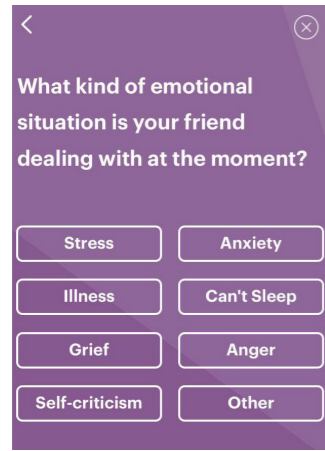 What kind of emotional
situation is your friend
dealing with at the moment?
Stress
Anxiety
Illness
Can't Sleep
Grief
Anger
Self-criticism
Other